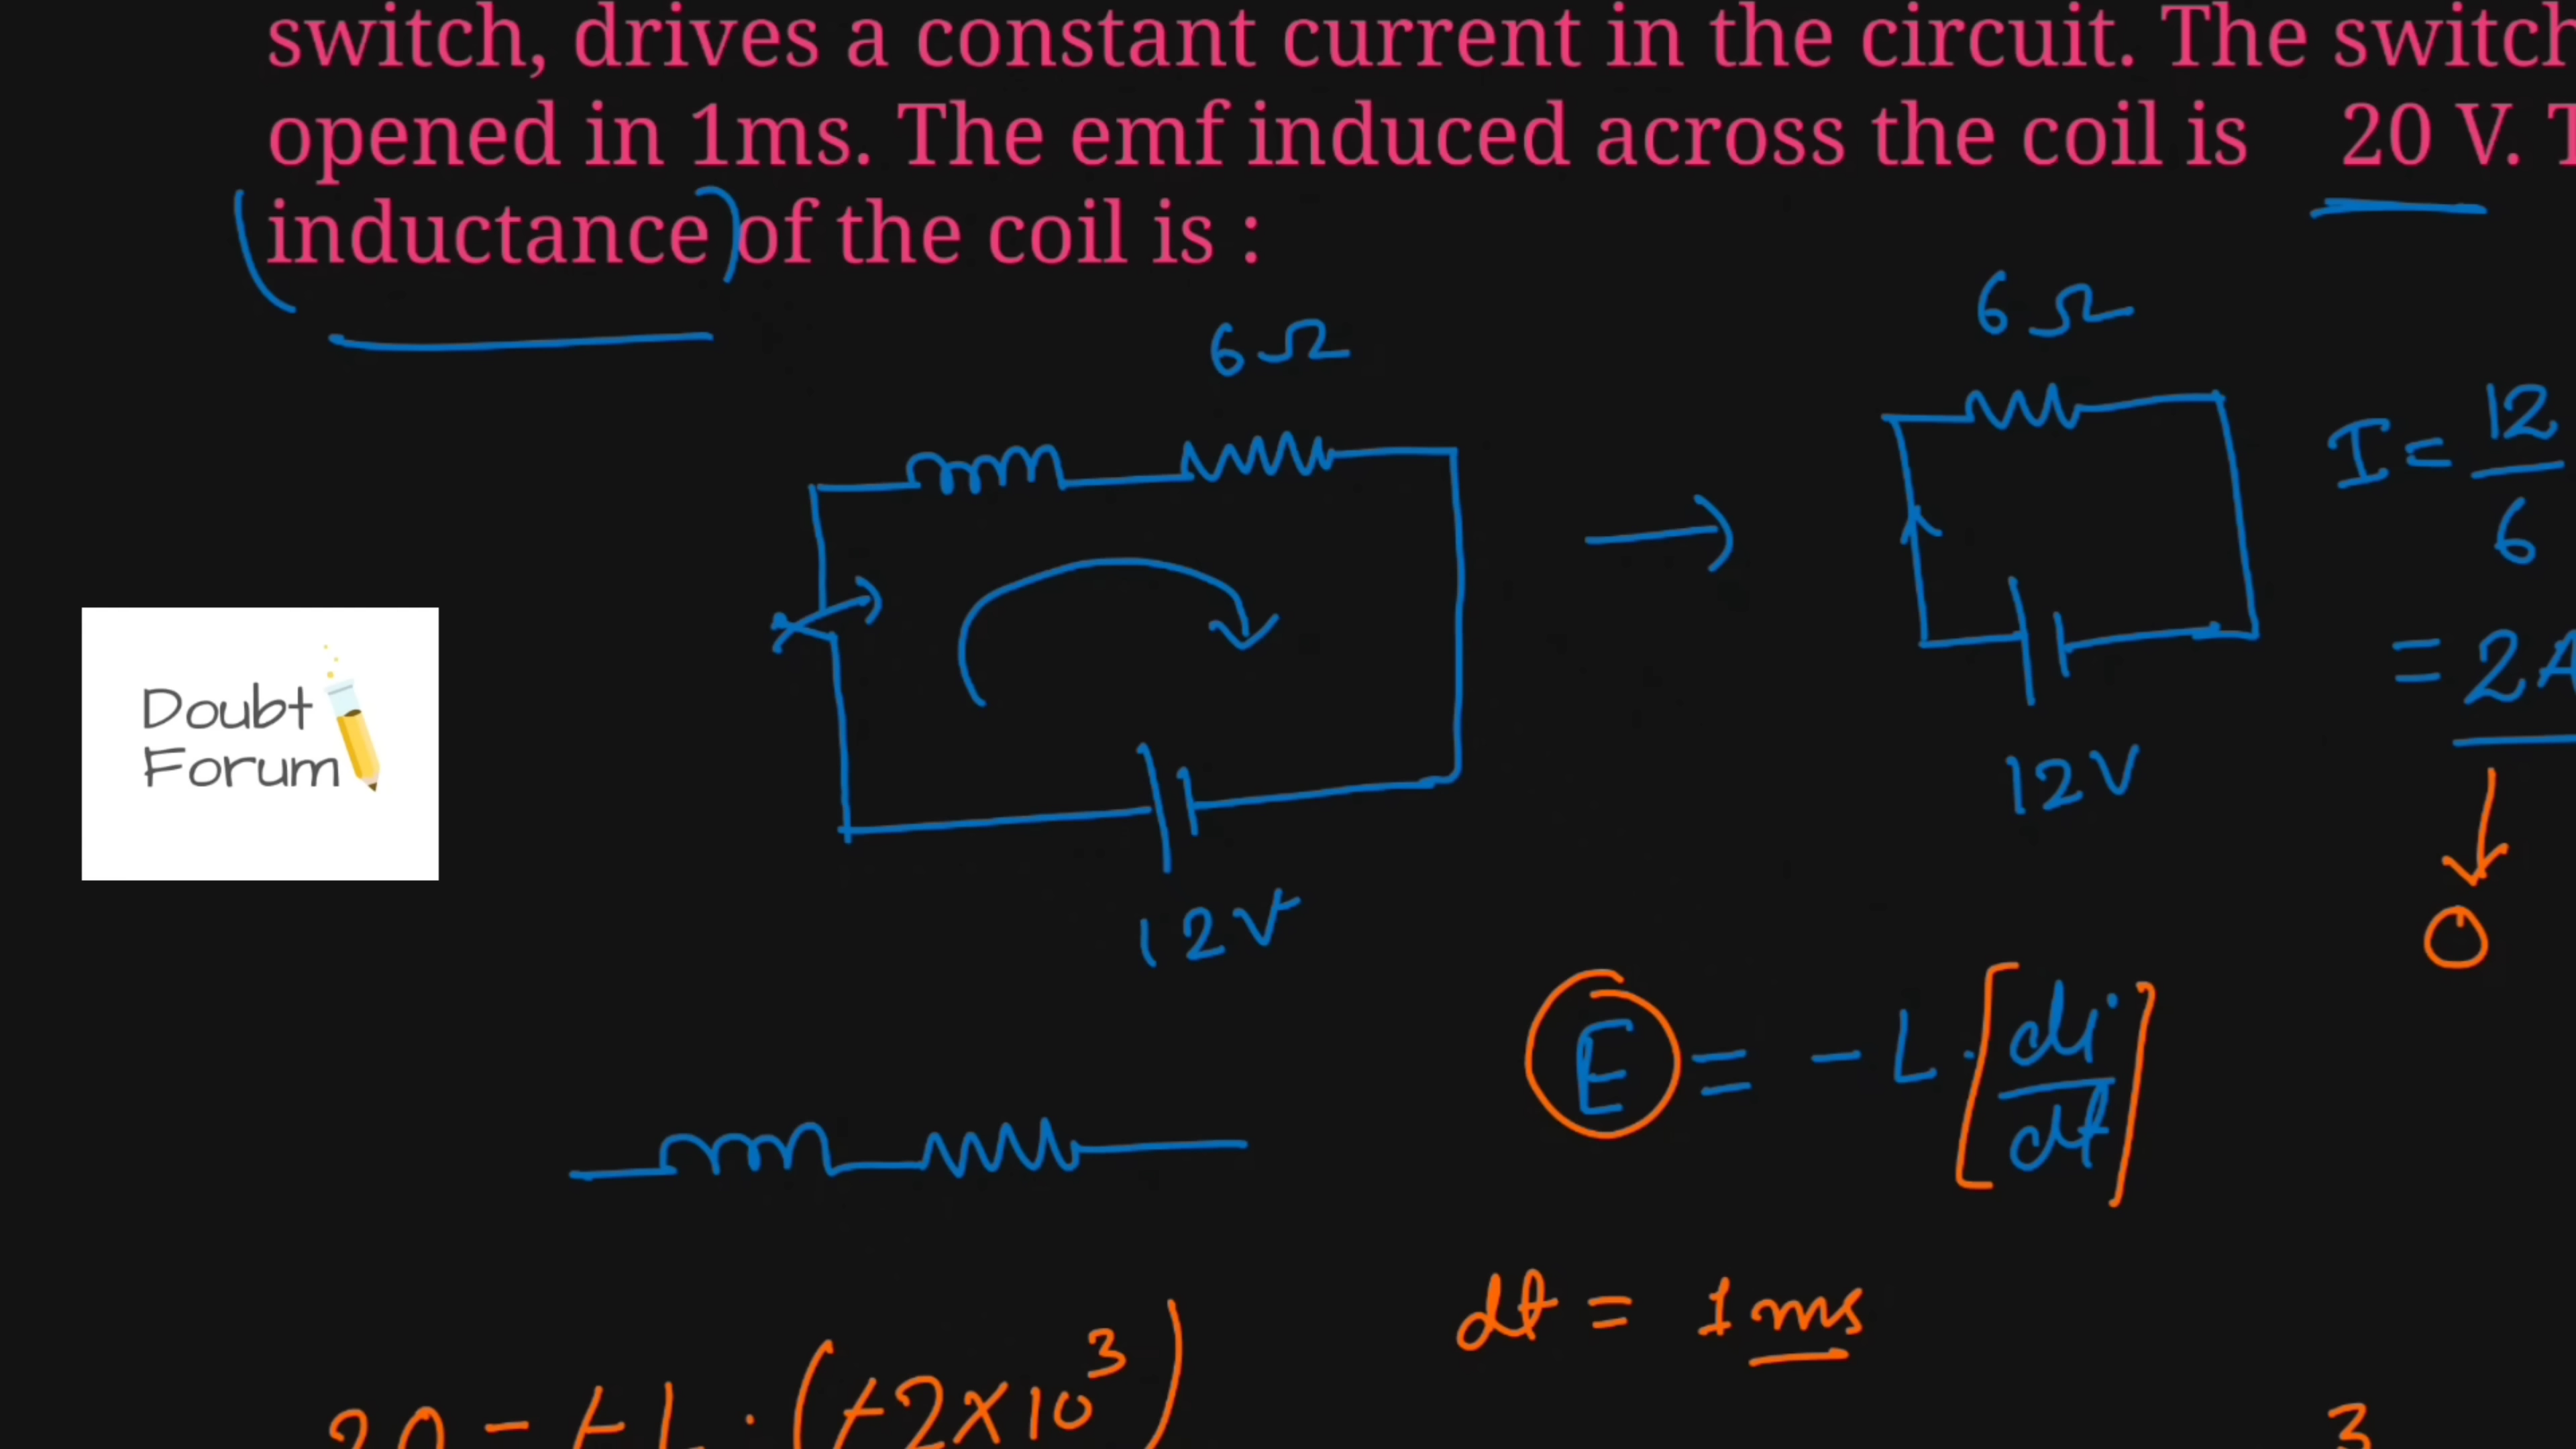 switch, drives a constant current in the circuit. The switch
opened in 1ms. The emf induced across the coil is 20 V.
inductance of the coil is :
6Ω
6Ω
I = 12/6
= 2A
12V
12V
0
Doubt
Forum
E = -L · [di/dt]
dt = 1ms
20 = +L · (+2×10³)
3